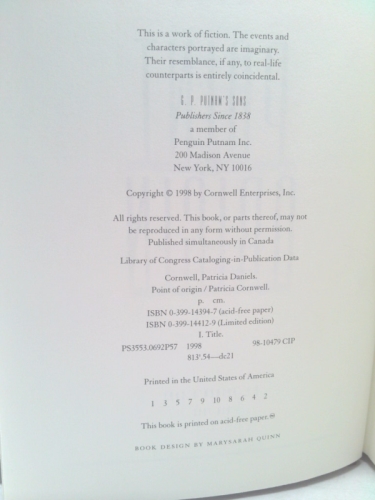 This is a work of fiction. The events and
characters portrayed are imaginary.
Their resemblance, if any, to real-life
counterparts is entirely coincidental.
G. P. PUTNAM'S SONS
Publishers Since 1838
a member of
Penguin Putnam Inc.
200 Madison Avenue
New York, NY 10016
Copyright © 1998 by Cornwell Enterprises, Inc.
All rights reserved. This book, or parts thereof, may not
be reproduced in any form without permission.
Published simultaneously in Canada
Library of Congress Cataloging-in-Publication Data
Cornwell, Patricia Daniels.
Point of origin / Patricia Cornwell.
p. cm.
ISBN 0-399-14394-7 (acid-free paper)
ISBN 0-399-14412-9 (Limited edition)
I. Title.
PS3553.O692P57 1998 98-10479 CIP
813'.54—dc21
Printed in the United States of America
1 3 5 7 9 10 8 6 4 2
This book is printed on acid-free paper. ♾
BOOK DESIGN BY MARYSARAH QUINN